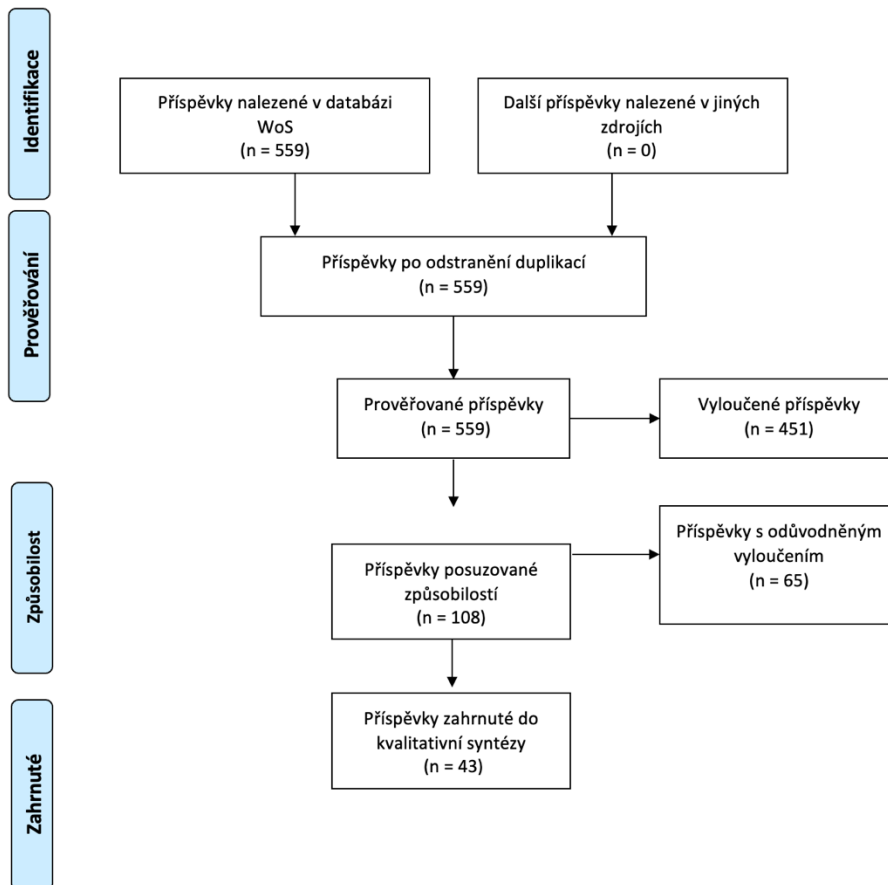 Identifikace
Příspěvky nalezené v databázi
WoS
(n = 559)
Další příspěvky nalezené v jiných
zdrojích
(n = 0)
Prověřování
Příspěvky po odstranění duplikací
(n = 559)
Prověřované příspěvky
(n = 559)
Vyloučené příspěvky
(n = 451)
Způsobilost
Příspěvky posuzované
způsobilostí
(n = 108)
Příspěvky s odůvodněným
vyloučením
(n = 65)
Zahrnuté
Příspěvky zahrnuté do
kvalitativní syntézy
(n = 43)